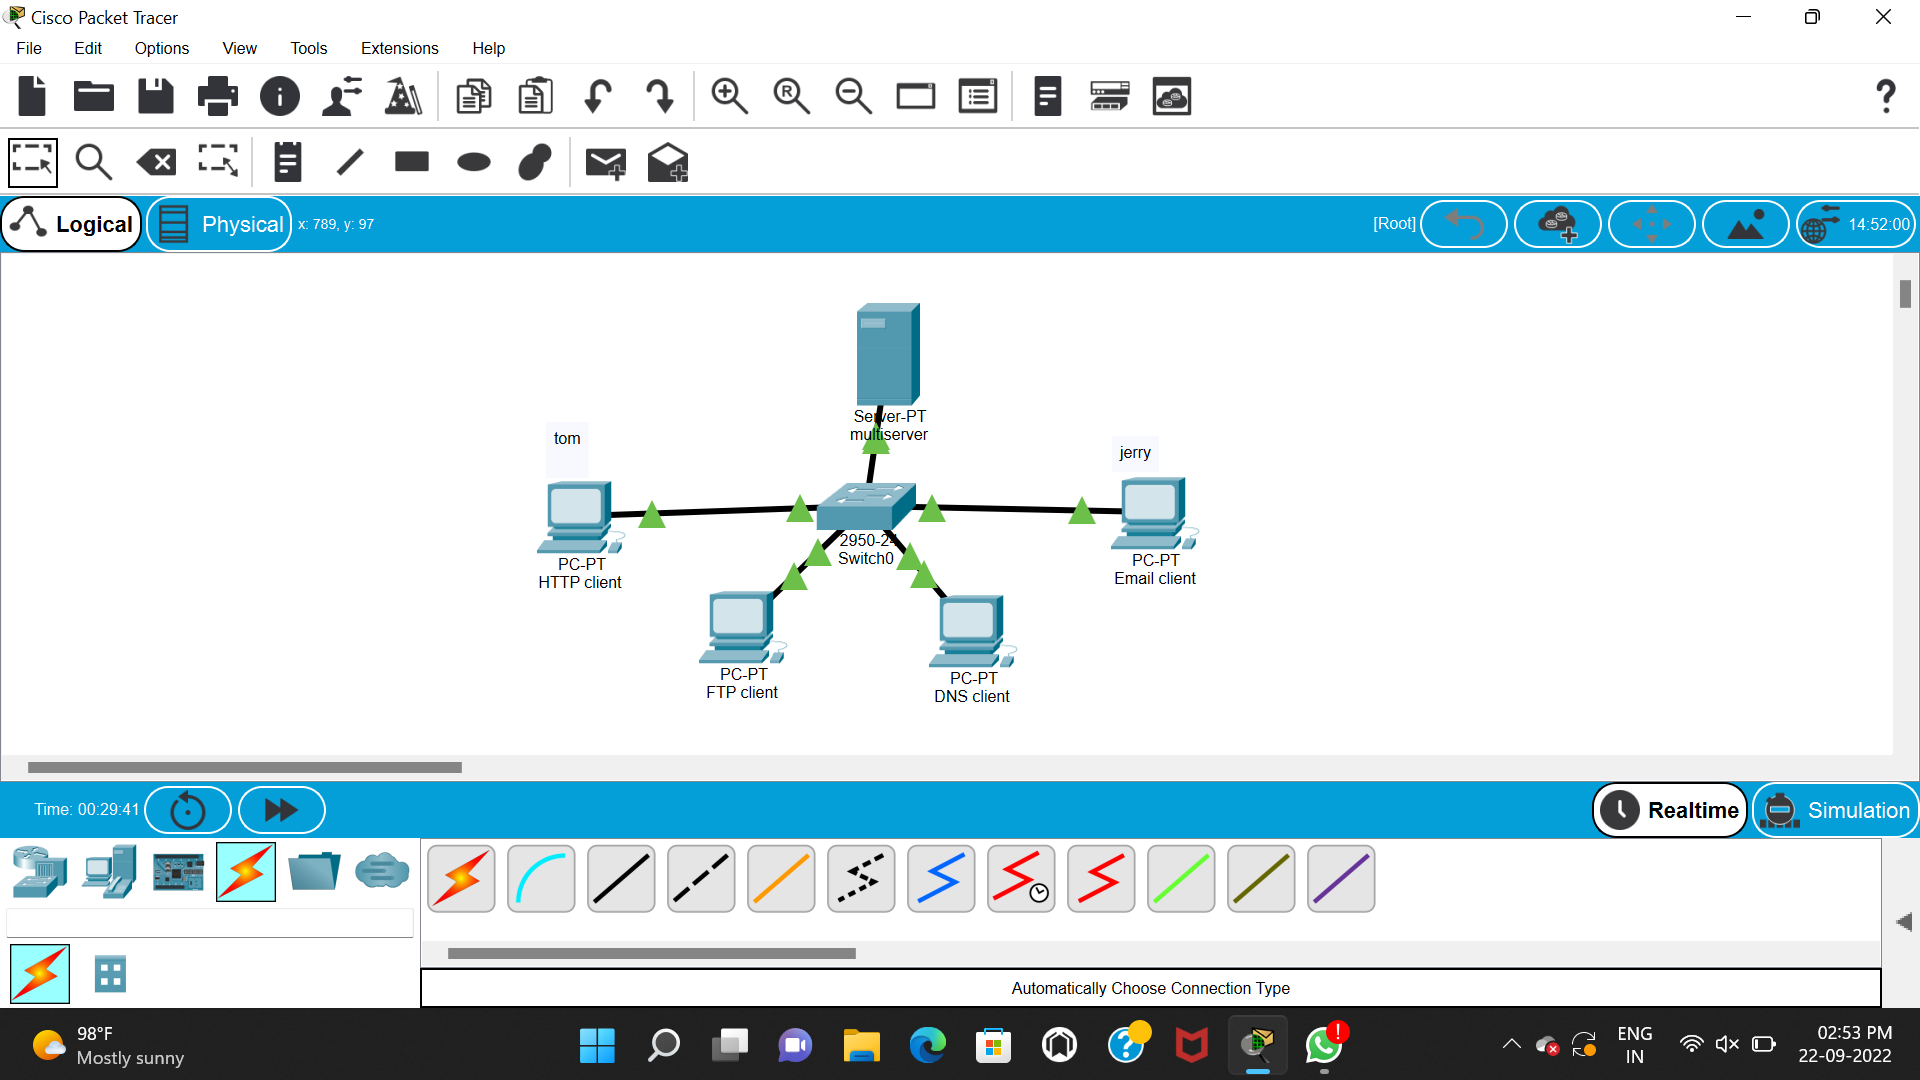 Cisco Packet Tracer
File Edit Options View Tools Extensions Help
Logical Physical x: 789, y: 97 [Root] 14:52:00
Server-PT
multiserver
tom
jerry
2950-24
Switch0
PC-PT
HTTP client
PC-PT
Email client
PC-PT
FTP client
PC-PT
DNS client
Time: 00:29:41 Realtime Simulation
Automatically Choose Connection Type
98°F
Mostly sunny
ENG
IN
02:53 PM
22-09-2022